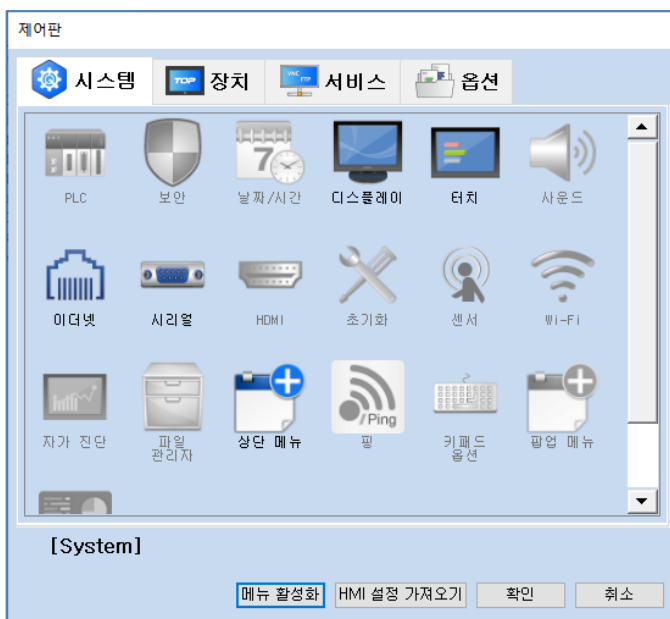 제어판
시스템
TOP
장치
VNC
FTP
서비스
옵션
PLC
보안
7
날짜/시간
디스플레이
터치
사운드
이더넷
시리얼
HDMI
초기화
센서
Wi-Fi
자가 진단
파일
관리자
상단 메뉴
/Ping
핑
키패드
옵션
팝업 메뉴
[System]
메뉴 활성화
HMI 설정 가져오기
확인
취소